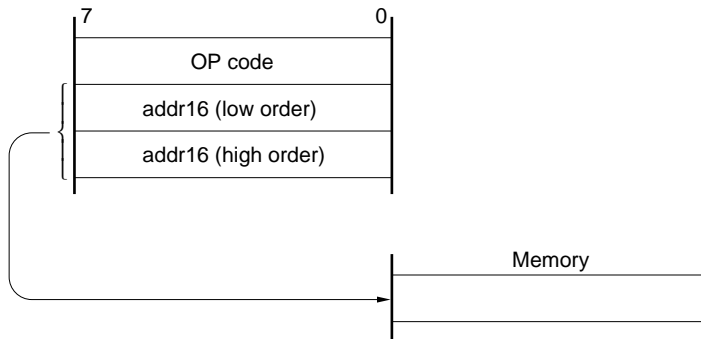 7 0
OP code
addr16 (low order)
addr16 (high order)
Memory